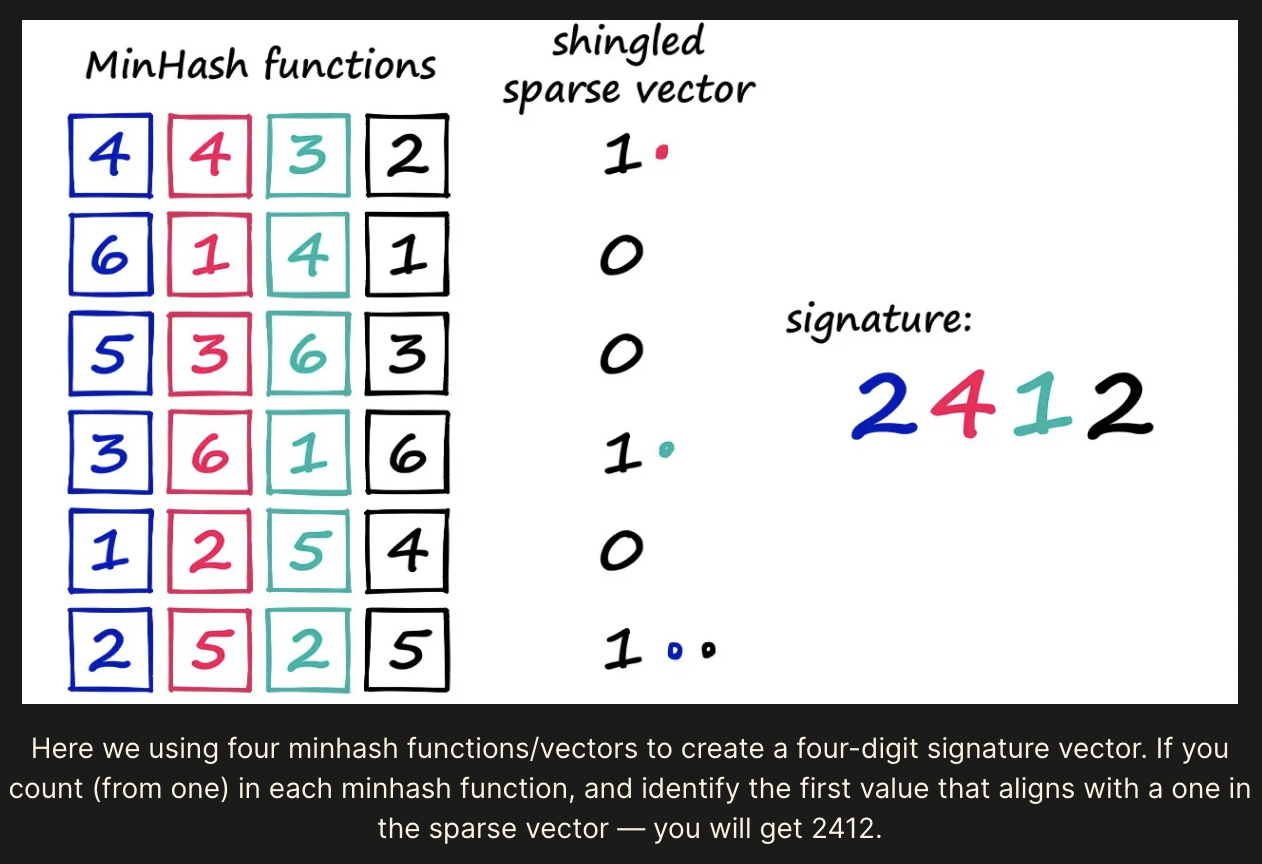 MinHash functions
shingled
sparse vector
4 4 3 2 1
6 1 4 1 0
5 3 6 3 0
3 6 1 6 1
1 2 5 4 0
2 5 2 5 1
signature:
2412
Here we using four minhash functions/vectors to create a four-digit signature vector. If you
count (from one) in each minhash function, and identify the first value that aligns with a one in
the sparse vector — you will get 2412.